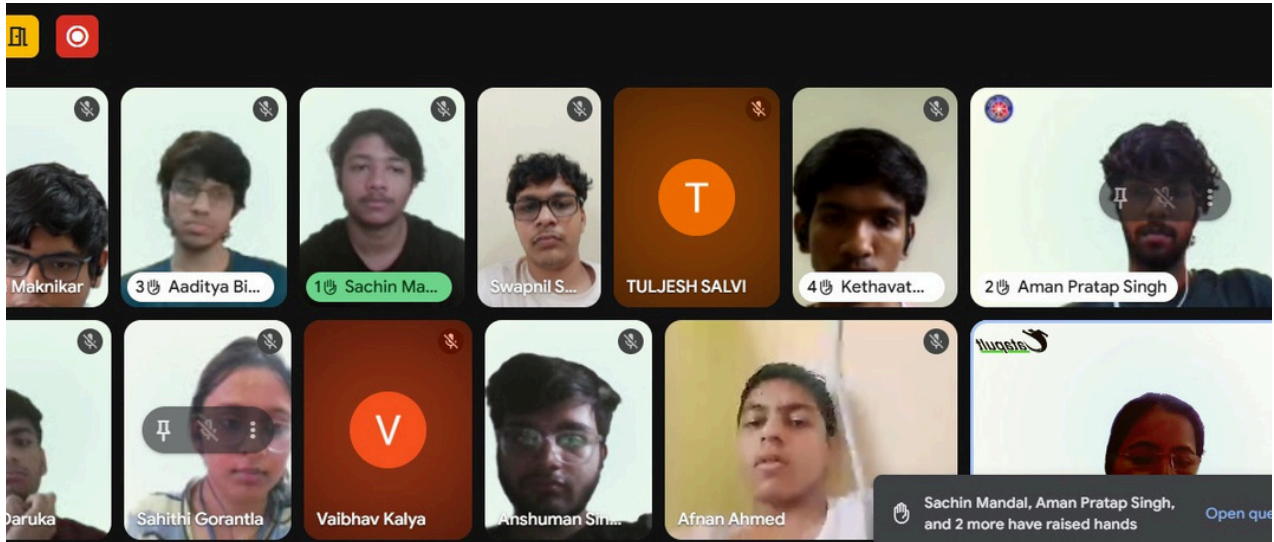 Maknikar
3 Aaditya Bi...
1 Sachin Ma...
Swapnil S...
T
TULJESH SALVI
4 Kethavat...
2 Aman Pratap Singh
Daruka
Sahithi Gorantla
V
Vaibhav Kalya
Anshuman Sin...
Afnan Ahmed
Catapult
Sachin Mandal, Aman Pratap Singh,
and 2 more have raised hands
Open que